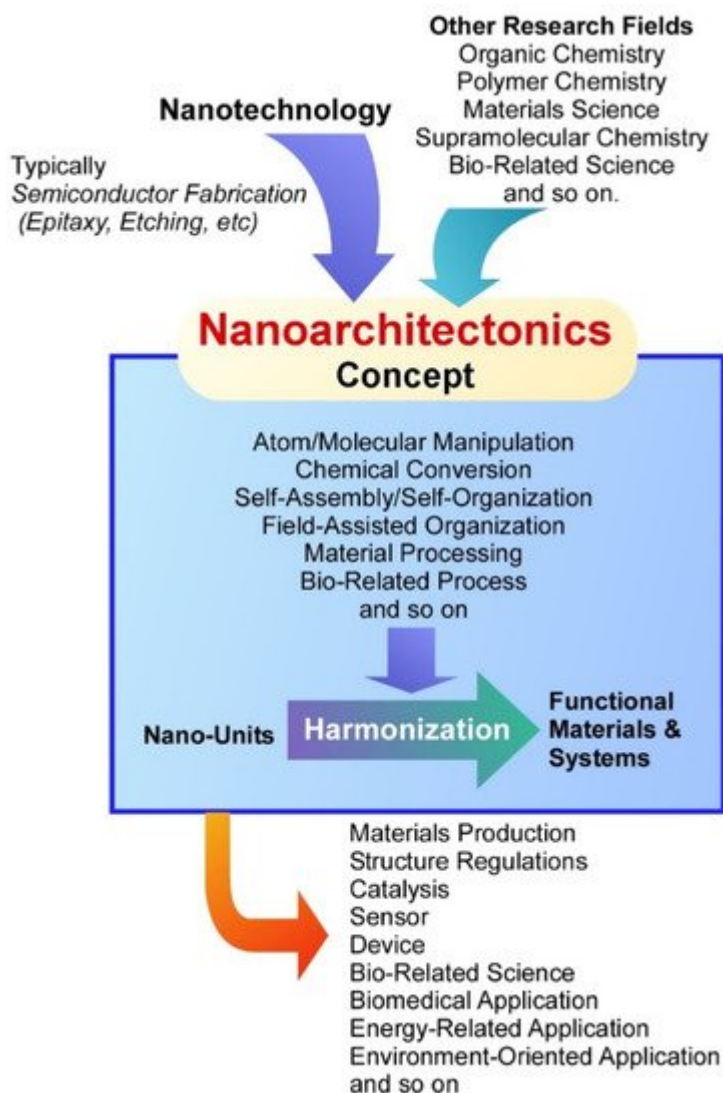 Other Research Fields
Organic Chemistry
Polymer Chemistry
Materials Science
Supramolecular Chemistry
Bio-Related Science
and so on.
Nanotechnology
Typically
Semiconductor Fabrication
(Epitaxy, Etching, etc)
Nanoarchitectonics
Concept
Atom/Molecular Manipulation
Chemical Conversion
Self-Assembly/Self-Organization
Field-Assisted Organization
Material Processing
Bio-Related Process
and so on
Nano-Units
Harmonization
Functional
Materials &
Systems
Materials Production
Structure Regulations
Catalysis
Sensor
Device
Bio-Related Science
Biomedical Application
Energy-Related Application
Environment-Oriented Application
and so on